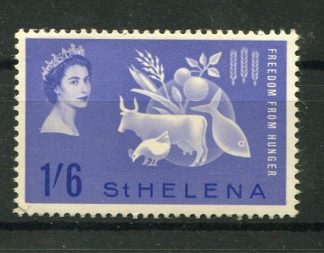 FREEDOM FROM HUNGER
1/6
St HELENA